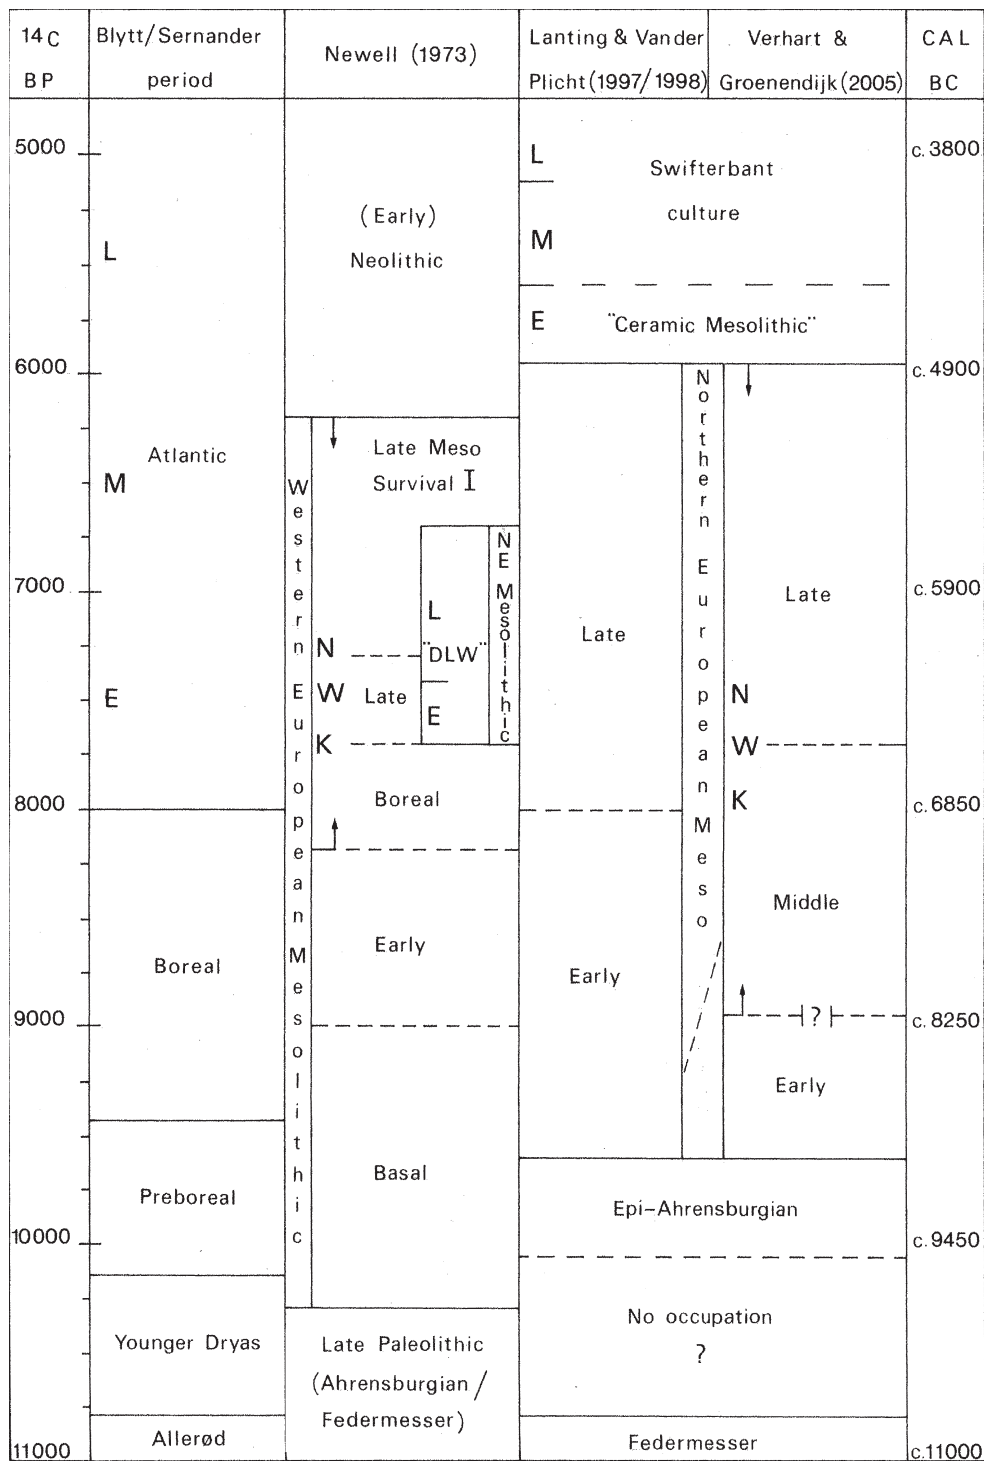 14C
BP
Blytt/Sernander
period
Newell (1973)
Lanting & Van der
Plicht (1997/1998)
Verhart &
Groenendijk (2005)
CAL
BC
5000
6000
7000
8000
9000
10000
11000
L
Atlantic
M
E
Boreal
Preboreal
Younger Dryas
Allerød
(Early)
Neolithic
Western European Mesolithic
Late Meso
Survival I
N
W
K
Late
L
"DLW"
E
NE Mesolithic
Boreal
Early
Basal
Late Paleolithic
(Ahrensburgian/
Federmesser)
L
M
E
Swifterbant
culture
"Ceramic Mesolithic"
Late
Early
Northern European Meso
Late
N
W
K
Middle
?
Early
Epi-Ahrensburgian
No occupation
?
Federmesser
c.3800
c.4900
c.5900
c.6850
c.8250
c.9450
c.11000